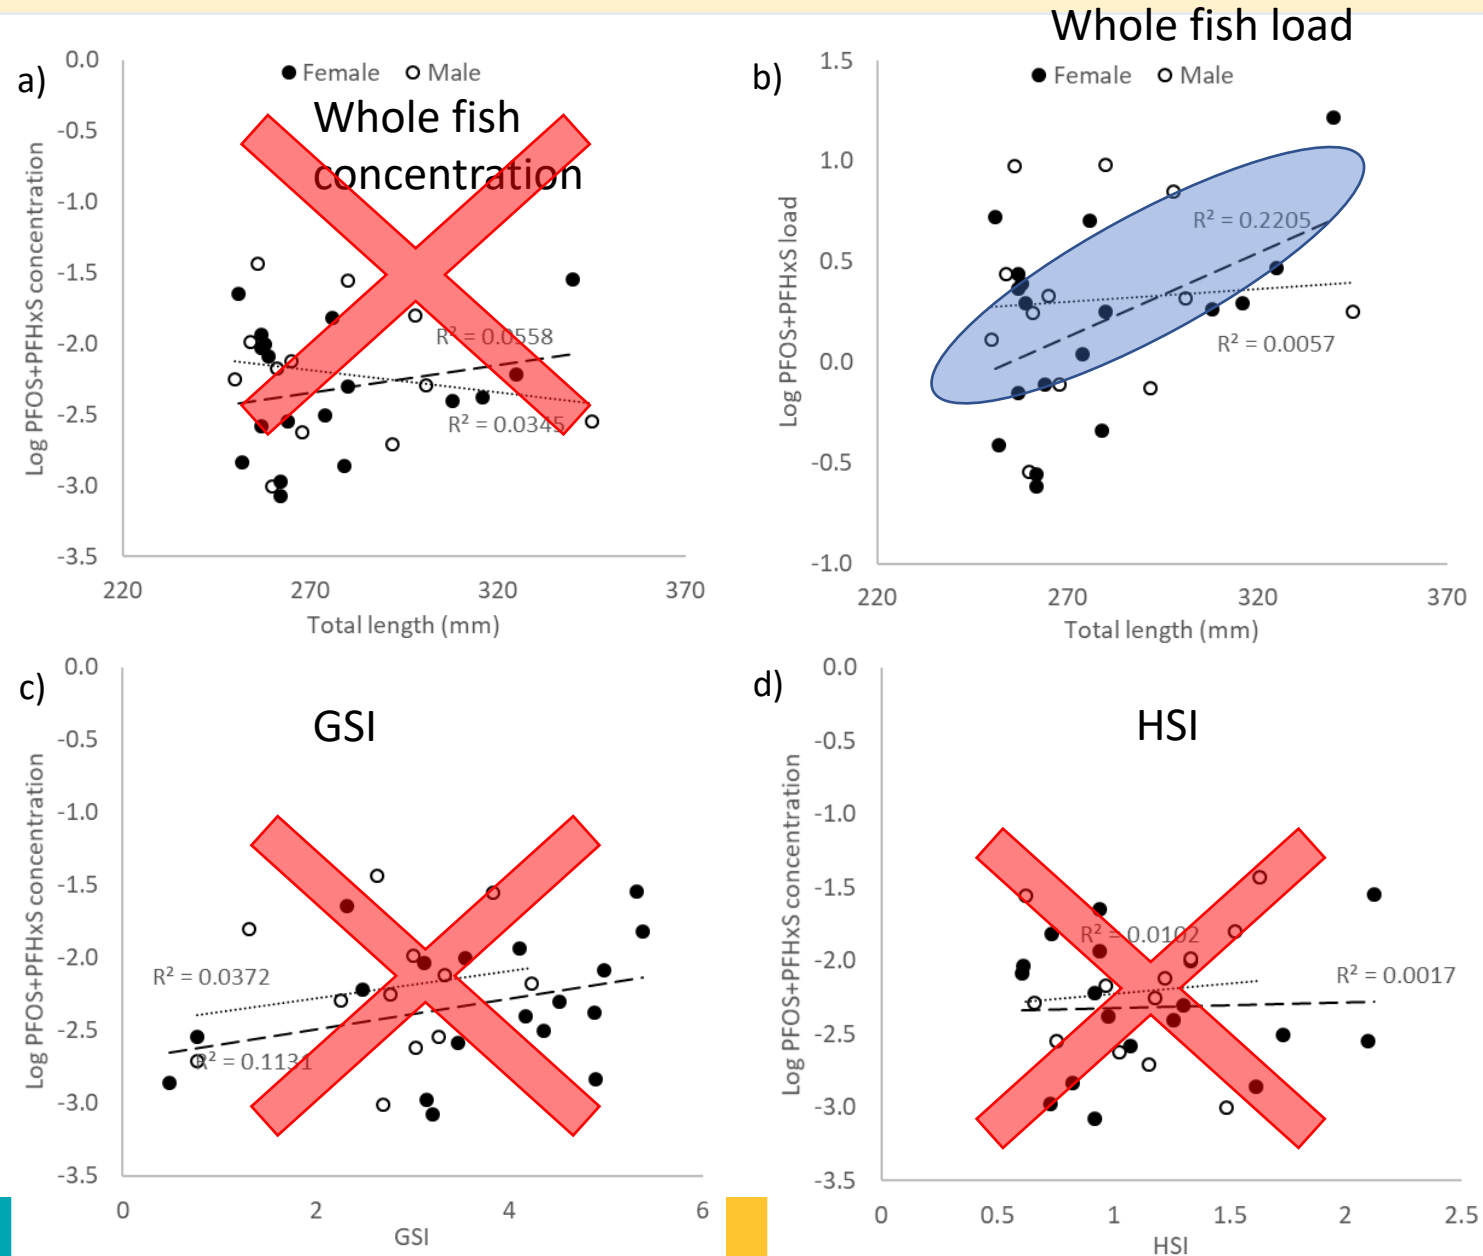 Whole fish load
a)
Female
Male
Whole fish
concentration
0.0
-0.5
-1.0
-1.5
-2.0
-2.5
-3.0
-3.5
Log PFOS+PFHxS concentration
R² = 0.0558
R² = 0.0345
220
270
320
370
Total length (mm)
b)
Female
Male
1.5
1.0
0.5
0.0
-0.5
-1.0
Log PFOS+PFHxS load
R² = 0.2205
R² = 0.0057
220
270
320
370
Total length (mm)
c)
GSI
0.0
-0.5
-1.0
-1.5
-2.0
-2.5
-3.0
-3.5
Log PFOS+PFHxS concentration
R² = 0.0372
R² = 0.1131
0
2
4
6
GSI
d)
HSI
0.0
-0.5
-1.0
-1.5
-2.0
-2.5
-3.0
-3.5
Log PFOS+PFHxS concentration
R² = 0.0102
R² = 0.0017
0
0.5
1
1.5
2
2.5
HSI